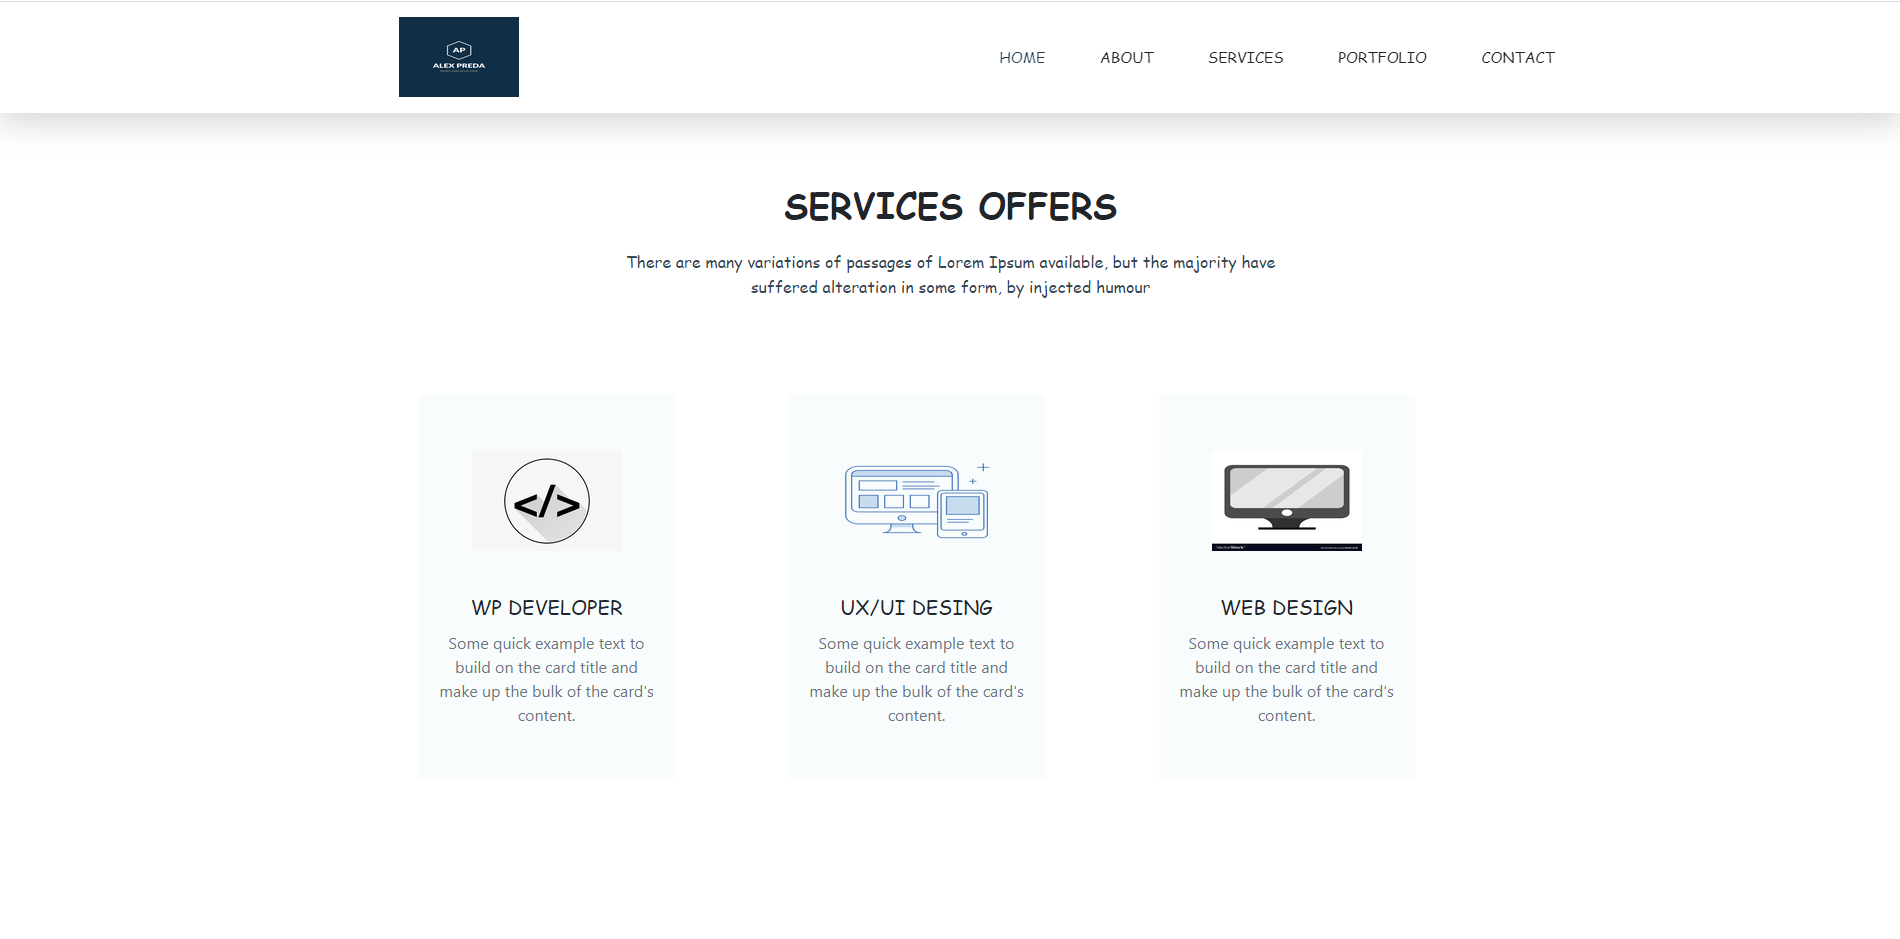 AP
ALEX PREDA
HOME
ABOUT
SERVICES
PORTFOLIO
CONTACT
SERVICES OFFERS
There are many variations of passages of Lorem Ipsum available, but the majority have
suffered alteration in some form, by injected humour
</>
VectorStock
WP DEVELOPER
Some quick example text to
build on the card title and
make up the bulk of the card's
content.
UX/UI DESING
Some quick example text to
build on the card title and
make up the bulk of the card's
content.
WEB DESIGN
Some quick example text to
build on the card title and
make up the bulk of the card's
content.